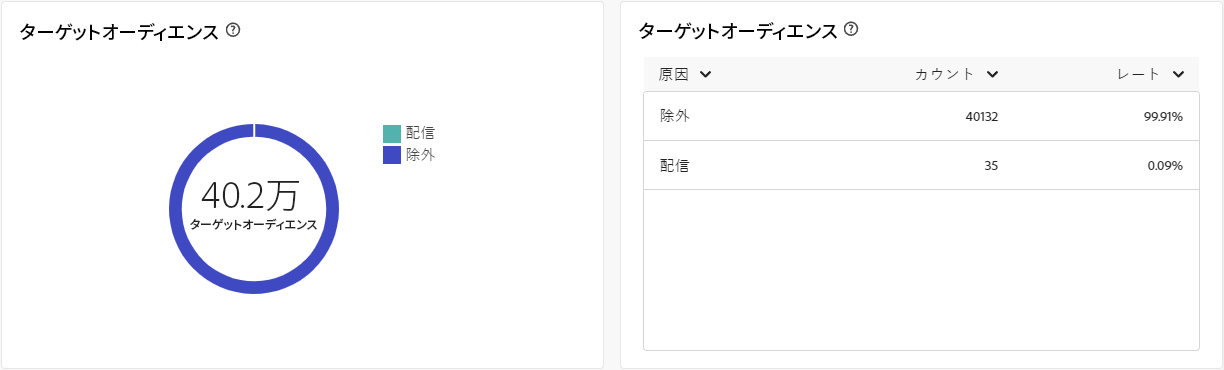 ターゲットオーディエンス ?
配信
除外
40.2万
ターゲットオーディエンス
ターゲットオーディエンス ?
原因 カウント レート
除外 40132 99.91%
配信 35 0.09%